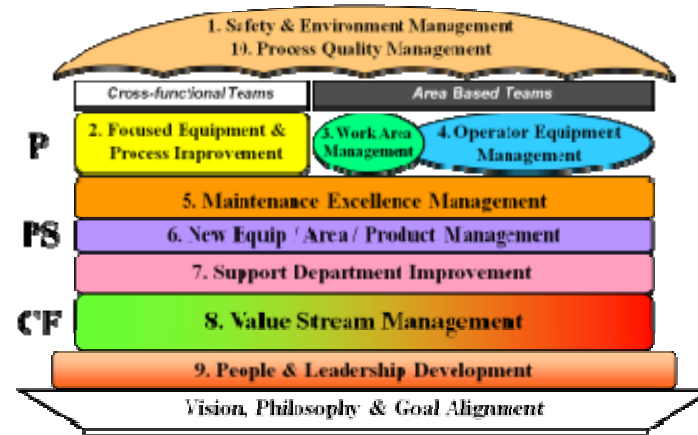 1. Safety & Environment Management
10. Process Quality Management
Cross-functional Teams
Area Based Teams
P
2. Focused Equipment &
Process Improvement
3. Work Area
Management
4. Operator Equipment
Management
5. Maintenance Excellence Management
PS
6. New Equip / Area / Product Management
7. Support Department Improvement
CF
8. Value Stream Management
9. People & Leadership Development
Vision, Philosophy & Goal Alignment